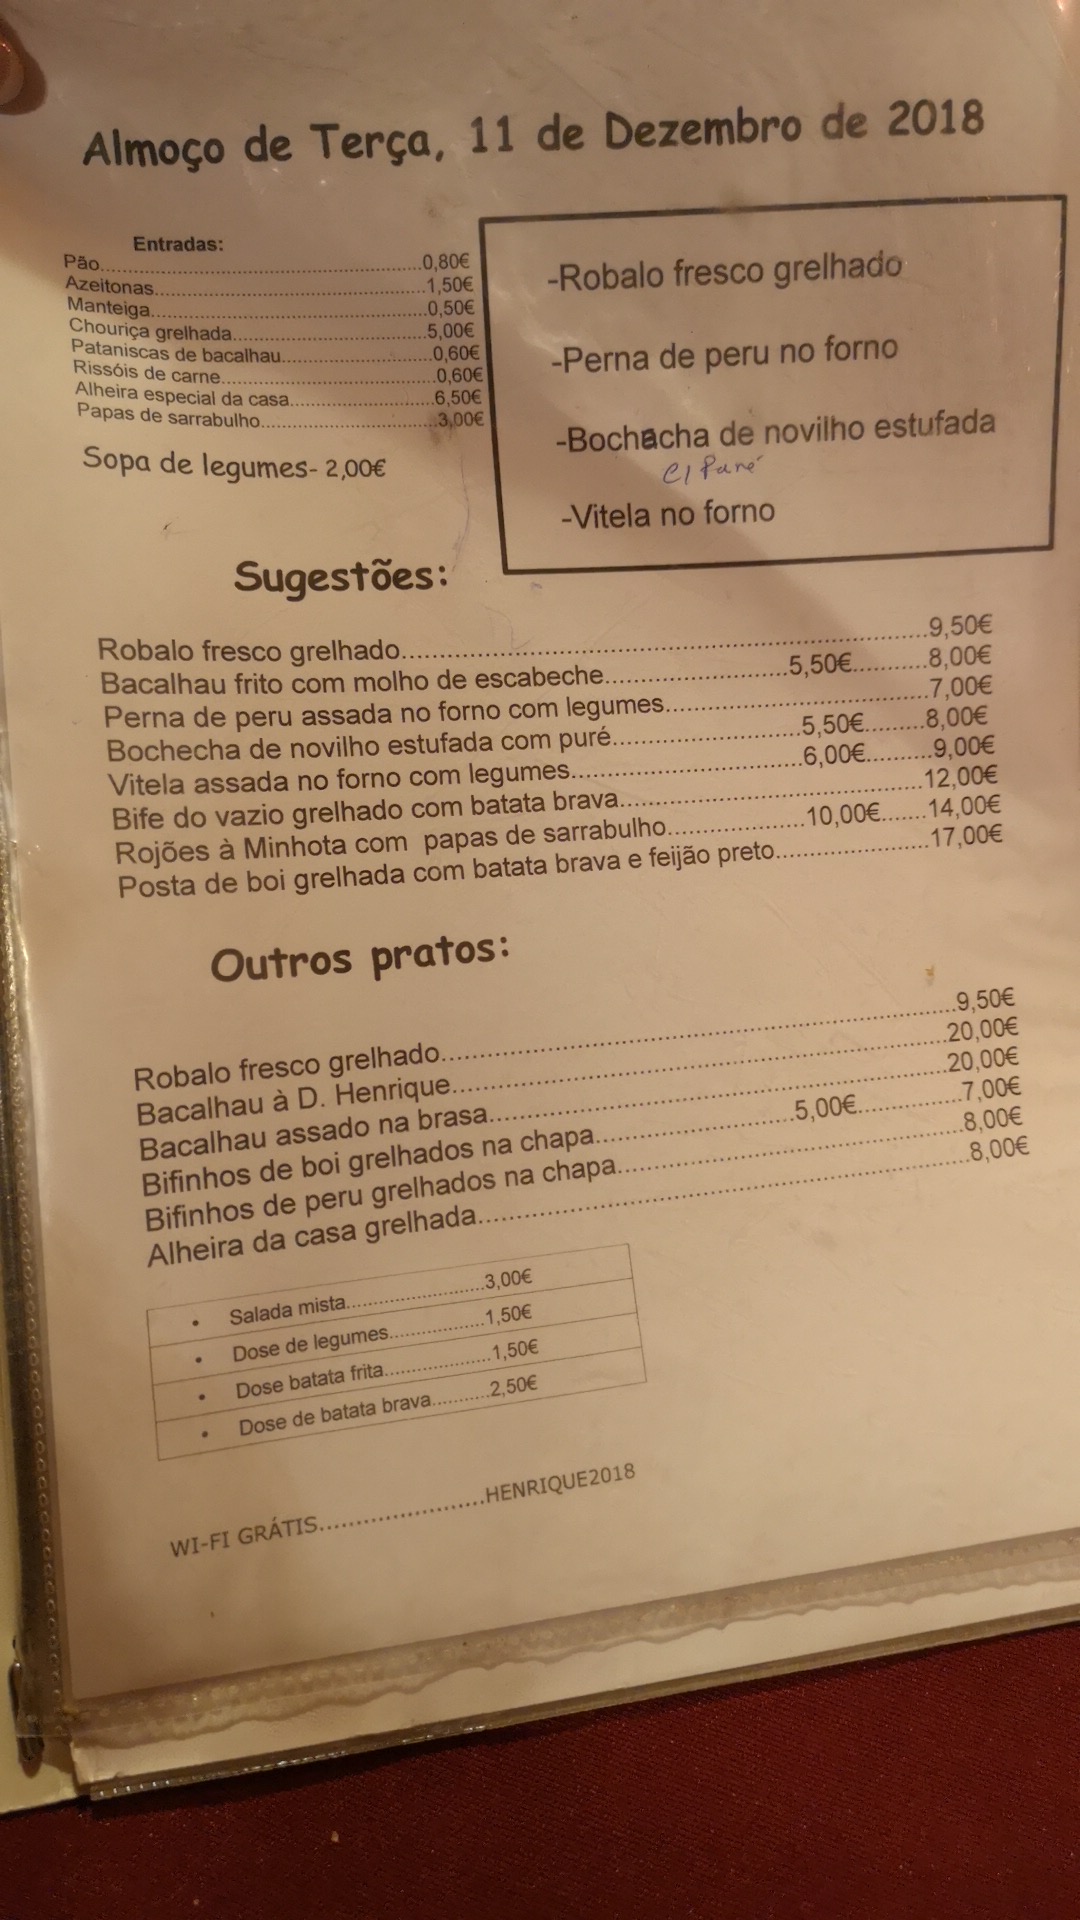 Almoço de Terça, 11 de Dezembro de 2018
Entradas:
Pão..............................0,80€
Azeitonas..............................1,50€
Manteiga..............................0,50€
Chouriça grelhada..............................5,00€
Pataniscas de bacalhau..............................0,60€
Rissóis de carne..............................0,60€
Alheira especial da casa..............................6,50€
Papas de sarrabulho..............................3,00€
Sopa de legumes- 2,00€
-Robalo fresco grelhado
-Perna de peru no forno
-Bochacha de novilho estufada
c/ Puré
-Vitela no forno
Sugestões:
Robalo fresco grelhado..............................9,50€
Bacalhau frito com molho de escabeche....................5,50€..........8,00€
Perna de peru assada no forno com legumes..............................7,00€
Bochecha de novilho estufada com puré....................5,50€..........8,00€
Vitela assada no forno com legumes....................6,00€..........9,00€
Bife do vazio grelhado com batata brava..............................12,00€
Rojões à Minhota com papas de sarrabulho....................10,00€.......14,00€
Posta de boi grelhada com batata brava e feijão preto....................17,00€
Outros pratos:
Robalo fresco grelhado..............................9,50€
Bacalhau à D. Henrique..............................20,00€
Bacalhau assado na brasa..............................20,00€
Bifinhos de boi grelhados na chapa....................5,00€..........7,00€
Bifinhos de peru grelhados na chapa..............................8,00€
Alheira da casa grelhada..............................8,00€
• Salada mista....................3,00€
• Dose de legumes..............1,50€
• Dose batata frita................1,50€
• Dose de batata brava..........2,50€
WI-FI GRÁTIS.........................HENRIQUE2018